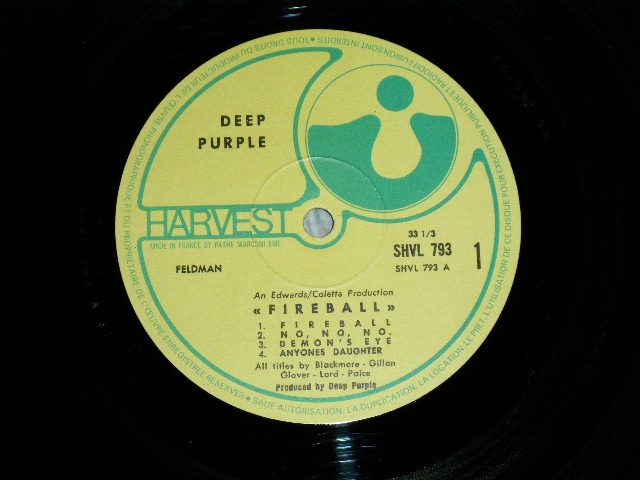 DEEP
PURPLE
HARVEST
MADE IN FRANCE BY PATHE MARCONI EMI
FELDMAN
33 1/3
SHVL 793
SHVL 793 A
1
An Edwards/Coletta Production
« FIREBALL »
1. FIREBALL
2. NO, NO, NO.
3. DEMON'S EYE
4. ANYONES DAUGHTER
All titles by Blackmore - Gillan
Glover - Lord - Paice
Produced by Deep Purple
TOUS DROITS DU PRODUCTEUR DE L'ŒUVRE PHONOGRAPHIQUE ET DU PROPRIETAIRE DE L'ŒUVRE ENREGISTREE RESERVES • SAUF AUTORISATION, LA DUPLICATION, LA LOCATION, LE PRET, L'UTILISATION DE CE DISQUE POUR EXECUTION PUBLIQUE ET RADIODIFFUSION SONT INTERDITS •